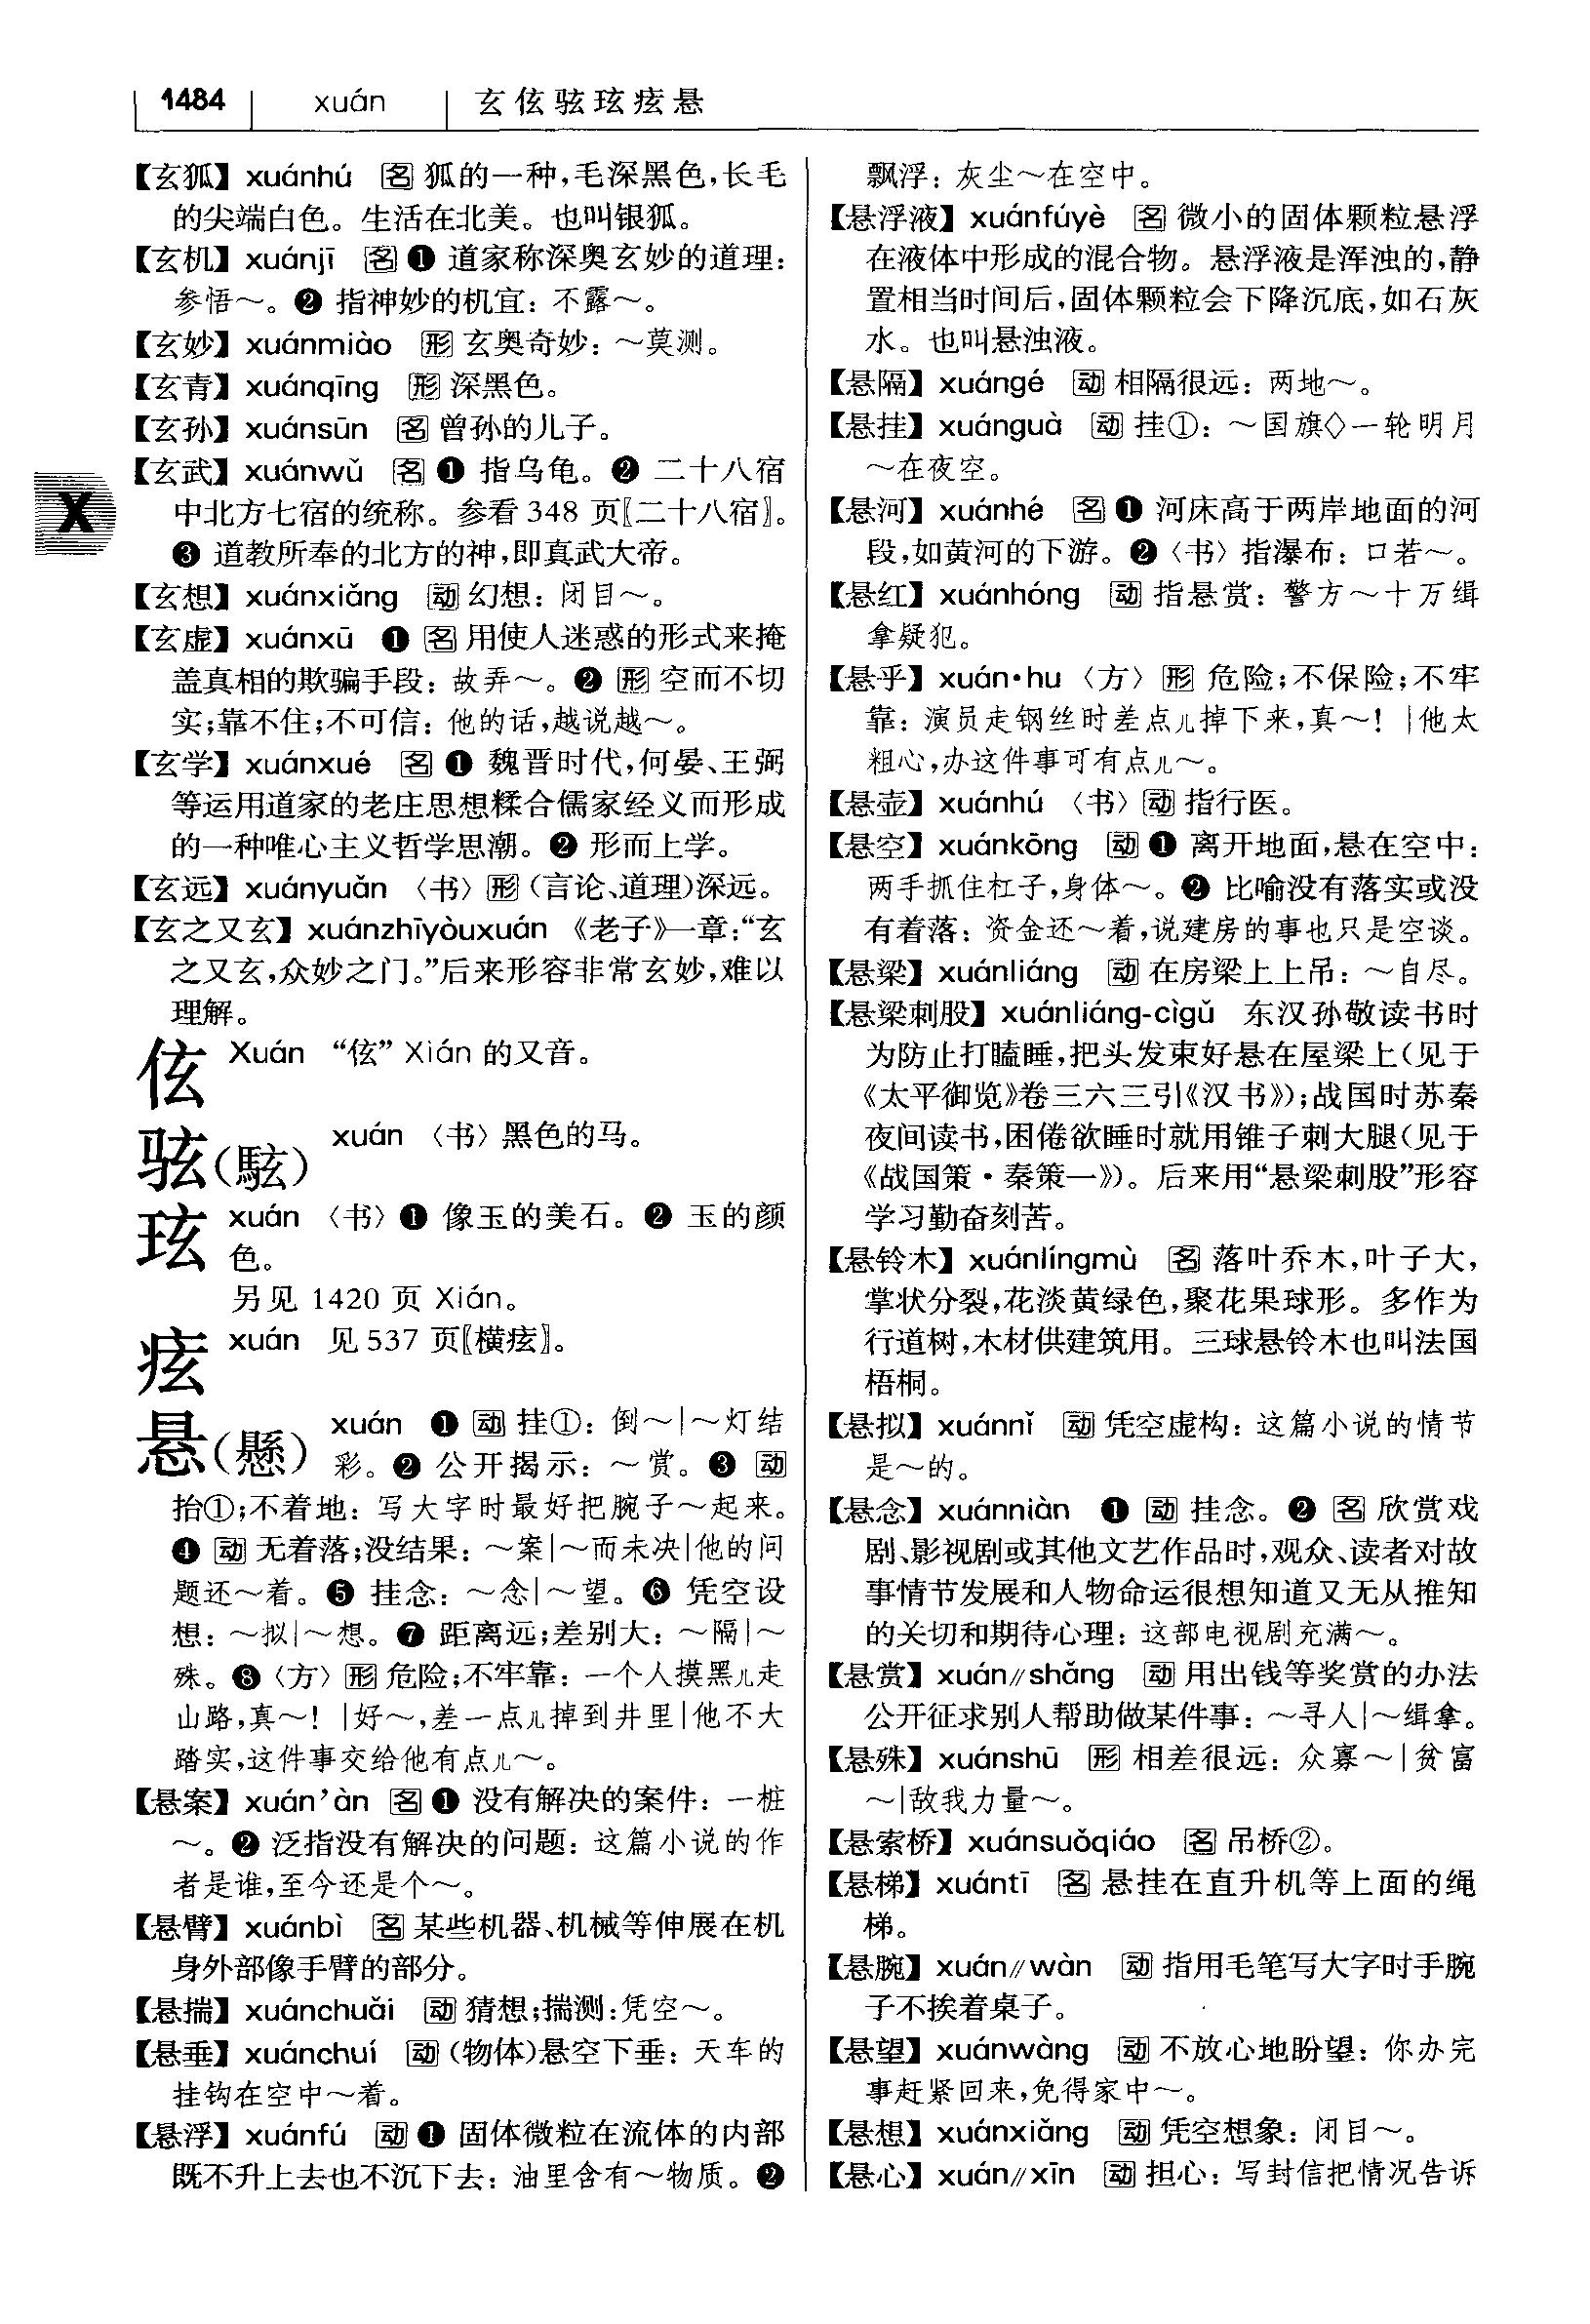 1484 xuán 玄伭骇玹痃悬
【玄狐】 xuánhú 名 狐的一种,毛深黑色,长毛
的尖端白色。生活在北美。也叫银狐。
【玄机】 xuánjī 名 ❶ 道家称深奥玄妙的道理:
参悟~。❷ 指神妙的机宜:不露~。
【玄妙】 xuánmiào 形 玄奥奇妙:~莫测。
【玄青】 xuánqīng 形 深黑色。
【玄孙】 xuánsūn 名 曾孙的儿子。
【玄武】 xuánwǔ 名 ❶ 指乌龟。❷ 二十八宿
中北方七宿的统称。参看 348 页〖二十八宿〗。
❸ 道教所奉的北方的神,即真武大帝。
【玄想】 xuánxiǎng 动 幻想:闭目~。
【玄虚】 xuánxū ❶ 名 用使人迷惑的形式来掩
盖真相的欺骗手段:故弄~。❷ 形 空而不切
实;靠不住;不可信:他的话,越说越~。
【玄学】 xuánxué 名 ❶ 魏晋时代,何晏、王弼
等运用道家的老庄思想糅合儒家经义而形成
的一种唯心主义哲学思潮。❷ 形而上学。
【玄远】 xuányuǎn 〈书〉 形 (言论、道理)深远。
【玄之又玄】 xuánzhīyòuxuán 《老子》一章:“玄
之又玄,众妙之门。”后来形容非常玄妙,难以
理解。
伭 Xuán “伭” Xián 的又音。
𫘧(駭) xuán 〈书〉黑色的马。
玹 xuán 〈书〉❶ 像玉的美石。❷ 玉的颜
色。
另见 1420 页 Xián。
痃 xuán 见 537 页〖横痃〗。
悬(懸) xuán ❶ 动 挂①:倒~|~灯结
彩。❷ 公开揭示:~赏。❸ 动
抬①;不着地:写大字时最好把腕子~起来。
❹ 动 无着落;没结果:~案|~而未决|他的问
题还~着。❺ 挂念:~念|~望。❻ 凭空设
想:~拟|~想。❼ 距离远;差别大:~隔|~
殊。❽〈方〉形 危险;不牢靠:一个人摸黑儿走
山路,真~!|好~,差一点儿掉到井里|他不大
踏实,这件事交给他有点儿~。
【悬案】 xuán’àn 名 ❶ 没有解决的案件:一桩
~。❷ 泛指没有解决的问题:这篇小说的作
者是谁,至今还是个~。
【悬臂】 xuánbì 名 某些机器、机械等伸展在机
身外部像手臂的部分。
【悬揣】 xuánchuǎi 动 猜想;揣测:凭空~。
【悬垂】 xuánchuí 动 (物体)悬空下垂:天车的
挂钩在空中~着。
【悬浮】 xuánfú 动 ❶ 固体微粒在流体的内部
既不升上去也不沉下去:油里含有~物质。❷
飘浮:灰尘~在空中。
【悬浮液】 xuánfúyè 名 微小的固体颗粒悬浮
在液体中形成的混合物。悬浮液是浑浊的,静
置相当时间后,固体颗粒会下降沉底,如石灰
水。也叫悬浊液。
【悬隔】 xuángé 动 相隔很远:两地~。
【悬挂】 xuánguà 动 挂①:~国旗◇一轮明月
~在夜空。
【悬河】 xuánhé 名 ❶ 河床高于两岸地面的河
段,如黄河的下游。❷〈书〉指瀑布:口若~。
【悬红】 xuánhóng 动 指悬赏:警方~十万缉
拿疑犯。
【悬乎】 xuán·hu 〈方〉 形 危险;不保险;不牢
靠:演员走钢丝时差点儿掉下来,真~!|他太
粗心,办这件事可有点儿~。
【悬壶】 xuánhú 〈书〉动 指行医。
【悬空】 xuánkōng 动 ❶ 离开地面,悬在空中:
两手抓住杠子,身体~。❷ 比喻没有落实或没
有着落:资金还~着,说建房的事也只是空谈。
【悬梁】 xuánliáng 动 在房梁上上吊:~自尽。
【悬梁刺股】 xuánliáng-cìgǔ 东汉孙敬读书时
为防止打瞌睡,把头发束好悬在屋梁上(见于
《太平御览》卷三六三引《汉书》);战国时苏秦
夜间读书,困倦欲睡时就用锥子刺大腿(见于
《战国策·秦策一》)。后来用“悬梁刺股”形容
学习勤奋刻苦。
【悬铃木】 xuánlíngmù 名 落叶乔木,叶子大,
掌状分裂,花淡黄绿色,聚花果球形。多作为
行道树,木材供建筑用。三球悬铃木也叫法国
梧桐。
【悬拟】 xuánnǐ 动 凭空虚构:这篇小说的情节
是~的。
【悬念】 xuánniàn ❶ 动 挂念。❷ 名 欣赏戏
剧、影视剧或其他文艺作品时,观众、读者对故
事情节发展和人物命运很想知道又无从推知
的关切和期待心理:这部电视剧充满~。
【悬赏】 xuán∥shǎng 动 用出钱等奖赏的办法
公开征求别人帮助做某件事:~寻人|~缉拿。
【悬殊】 xuánshū 形 相差很远:众寡~|贫富
~|敌我力量~。
【悬索桥】 xuánsuǒqiáo 名 吊桥②。
【悬梯】 xuántī 名 悬挂在直升机等上面的绳
梯。
【悬腕】 xuán∥wàn 动 指用毛笔写大字时手腕
子不挨着桌子。
【悬望】 xuánwàng 动 不放心地盼望:你办完
事赶紧回来,免得家中~。
【悬想】 xuánxiǎng 动 凭空想象:闭目~。
【悬心】 xuán∥xīn 动 担心:写封信把情况告诉
X